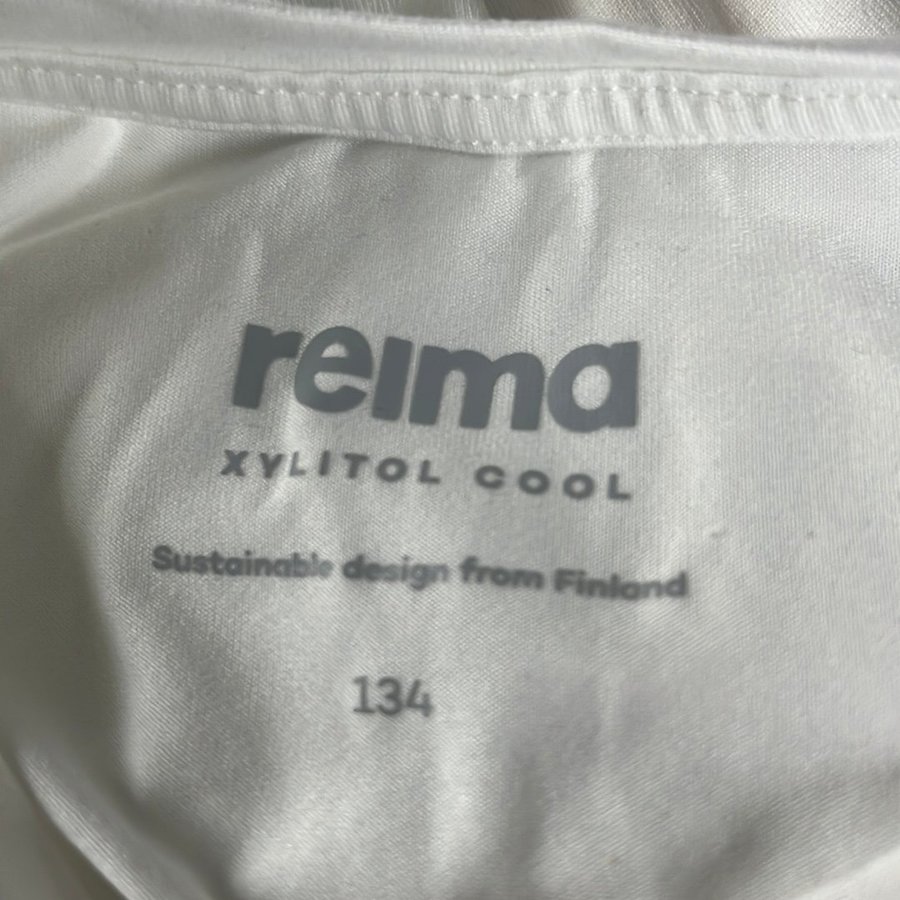 reima
XYLITOL COOL
Sustainable design from Finland
134